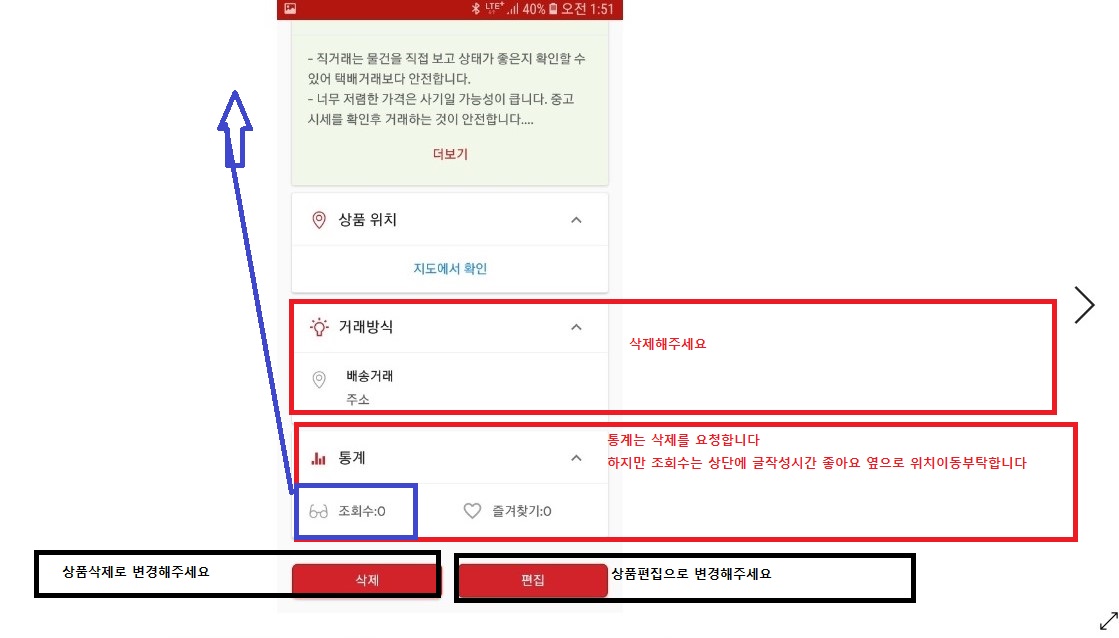 LTE+ 40% 오전 1:51
- 직거래는 물건을 직접 보고 상태가 좋은지 확인할 수
있어 택배거래보다 안전합니다.
- 너무 저렴한 가격은 사기일 가능성이 큽니다. 중고
시세를 확인후 거래하는 것이 안전합니다....
더보기
상품 위치
지도에서 확인
거래방식
삭제해주세요
배송거래
주소
통계는 삭제를 요청합니다
통계
하지만 조회수는 상단에 글작성시간 좋아요 옆으로 위치이동부탁합니다
조회수:0
즐겨찾기:0
상품삭제로 변경해주세요
삭제
편집
상품편집으로 변경해주세요